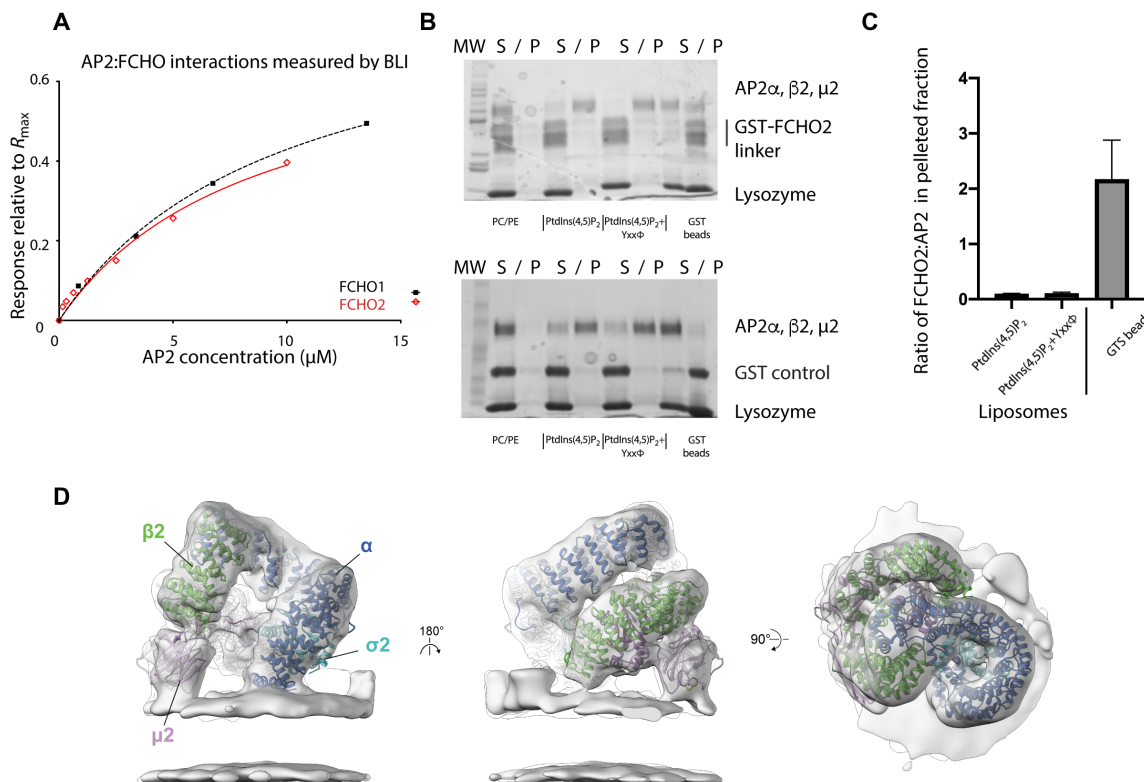 A
AP2:FCHO interactions measured by BLI
Response relative to Rmax
0.6
0.4
0.2
0
0 5 10 15
AP2 concentration (μM)
FCHO1
FCHO2
B
MW S / P S / P S / P S / P
AP2α, β2, μ2
GST-FCHO2
linker
Lysozyme
PC/PE |PtdIns(4,5)P2| PtdIns(4,5)P2+ YxxΦ | GST beads
MW S / P S / P S / P S / P
AP2α, β2, μ2
GST control
Lysozyme
PC/PE |PtdIns(4,5)P2| PtdIns(4,5)P2+ YxxΦ | GST beads
C
Ratio of FCHO2:AP2 in pelleted fraction
4
3
2
1
0
PtdIns(4,5)P2
PtdIns(4,5)P2+YxxΦ
GTS bead
Liposomes
D
β2
α
σ2
μ2
180°
90°